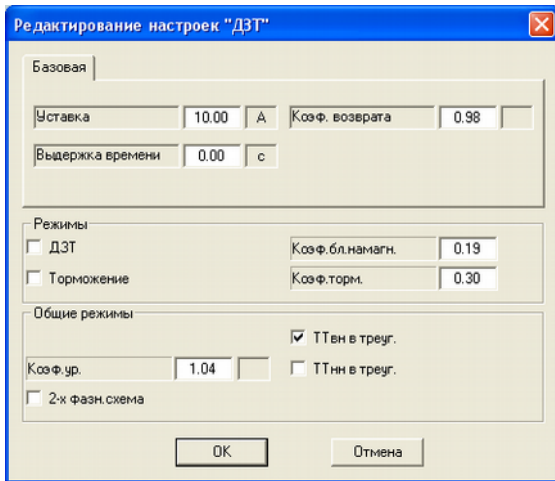 Редактирование настроек "ДЗТ"
Базовая
Уставка 10.00 А Коэф. возврата 0.98
Выдержка времени 0.00 с
Режимы
ДЗТ Коэф.бл.намагн. 0.19
Торможение Коэф.торм. 0.30
Общие режимы
ТТвн в треуг.
Коэф.ур. 1.04 ТТнн в треуг.
2-х фазн.схема
OK Отмена